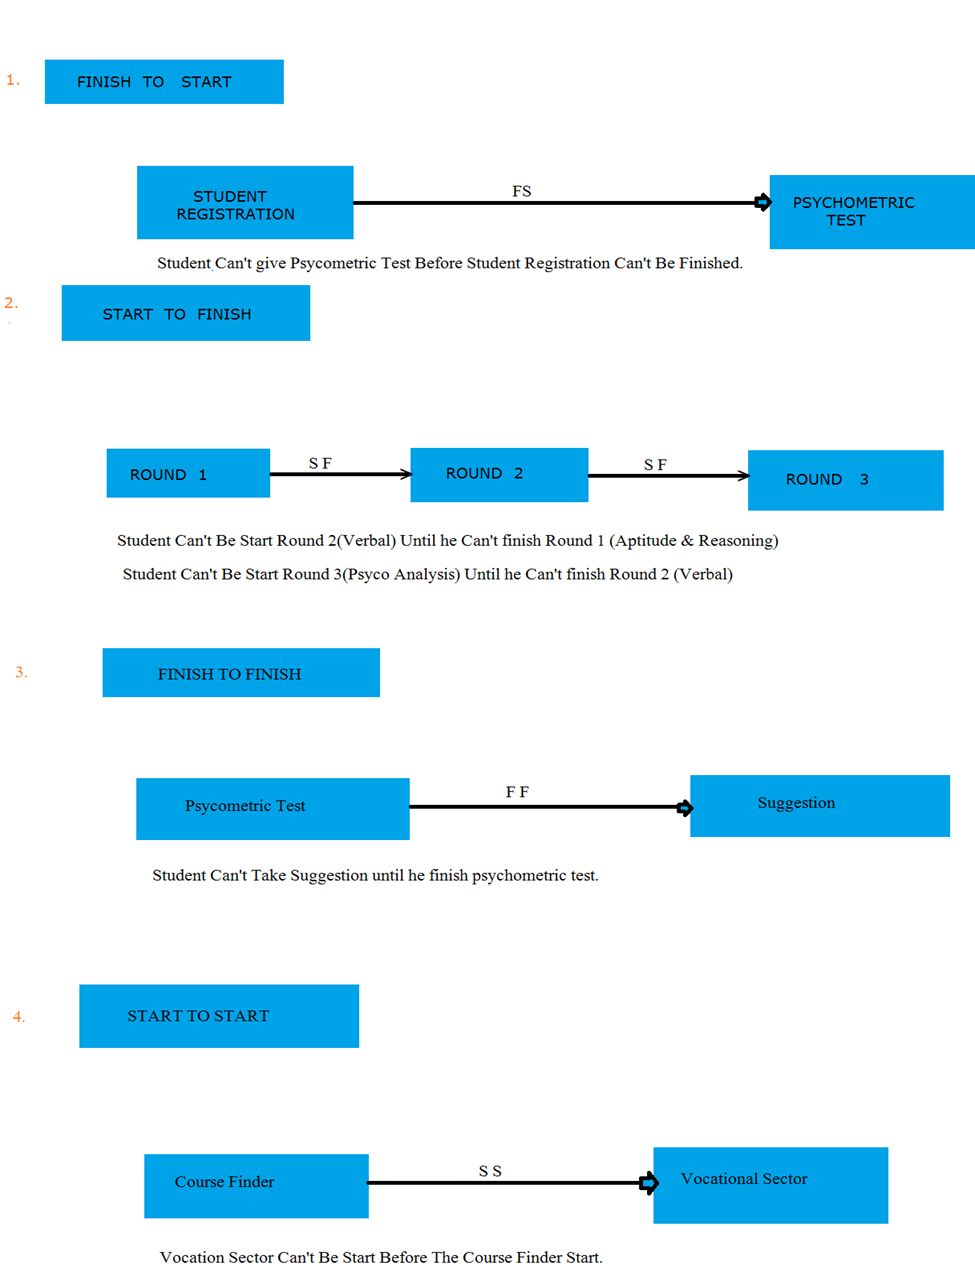 1.
FINISH TO START
STUDENT
REGISTRATION
FS
PSYCHOMETRIC
TEST
Student Can't give Psycometric Test Before Student Registration Can't Be Finished.
2.
START TO FINISH
ROUND 1
S F
ROUND 2
S F
ROUND 3
Student Can't Be Start Round 2(Verbal) Until he Can't finish Round 1 (Aptitude & Reasoning)
Student Can't Be Start Round 3(Psyco Analysis) Until he Can't finish Round 2 (Verbal)
3.
FINISH TO FINISH
Psycometric Test
F F
Suggestion
Student Can't Take Suggestion until he finish psychometric test.
4.
START TO START
Course Finder
S S
Vocational Sector
Vocation Sector Can't Be Start Before The Course Finder Start.